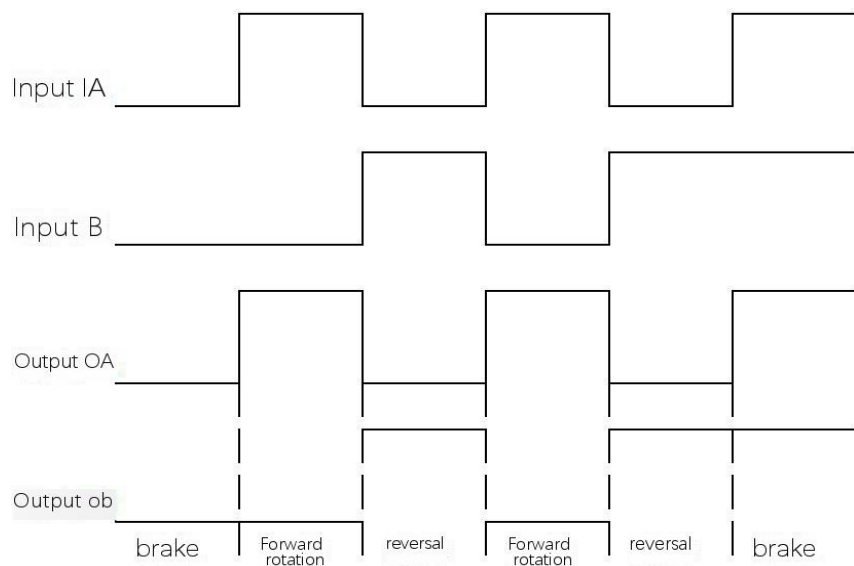 Input IA
Input B
Output OA
Output ob
brake
Forward
rotation
reversal
Forward
rotation
reversal
brake